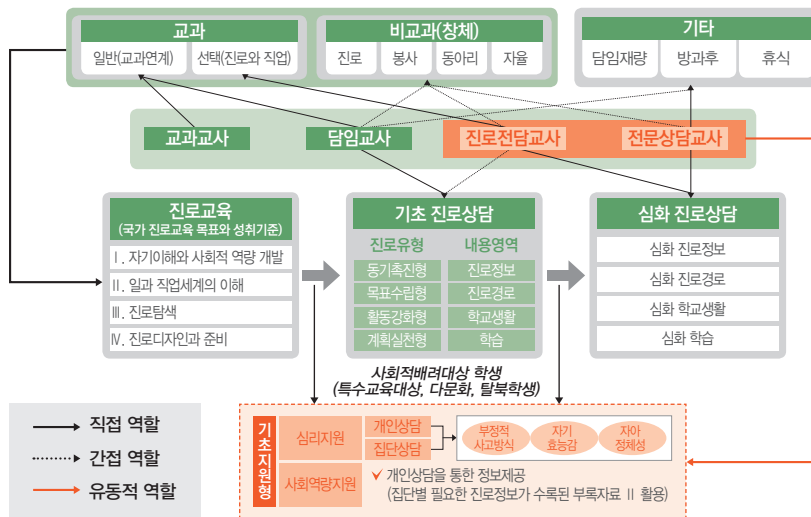 교과
일반(교과연계)
선택(진로와 직업)
비교과(창체)
진로
봉사
동아리
자율
기타
담임재량
방과후
휴식
교과교사
담임교사
진로전담교사
전문상담교사
진로교육
(국가 진로교육 목표와 성취기준)
Ⅰ. 자기이해와 사회적 역량 개발
Ⅱ. 일과 직업세계의 이해
Ⅲ. 진로탐색
Ⅳ. 진로디자인과 준비
기초 진로상담
진로유형
내용영역
동기촉진형
진로정보
목표수립형
진로경로
활동강화형
학교생활
계획실천형
학습
심화 진로상담
심화 진로정보
심화 진로경로
심화 학교생활
심화 학습
사회적배려대상 학생
(특수교육대상, 다문화, 탈북학생)
직접 역할
간접 역할
유동적 역할
기초지원형
심리지원
개인상담
집단상담
부정적
사고방식
자기
효능감
자아
정체성
사회역량지원
개인상담을 통한 정보제공
(집단별 필요한 진로정보가 수록된 부록자료 Ⅱ 활용)